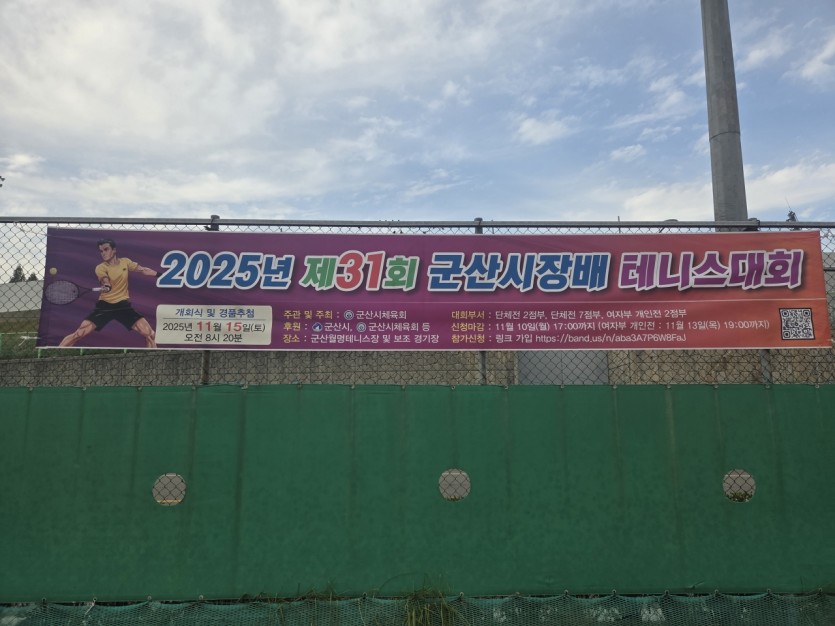 2025년 제31회 군산시장배 테니스대회
개회식 및 경품추첨
2025년 11월 15일(토)
오전 8시 20분
주관 및 주최 : 군산시체육회
후원 : 군산시, 군산시체육회 등
장소 : 군산월명테니스장 및 보조 경기장
대회부서 : 단체전 2점부, 단체전 7점부, 여자부 개인전 2점부
신청마감 : 11월 10일(월) 17:00까지 (여자부 개인전 : 11월 13일(목) 19:00까지)
참가신청 : 링크 가입 https://band.us/n/aba3A7P6W8FaJ